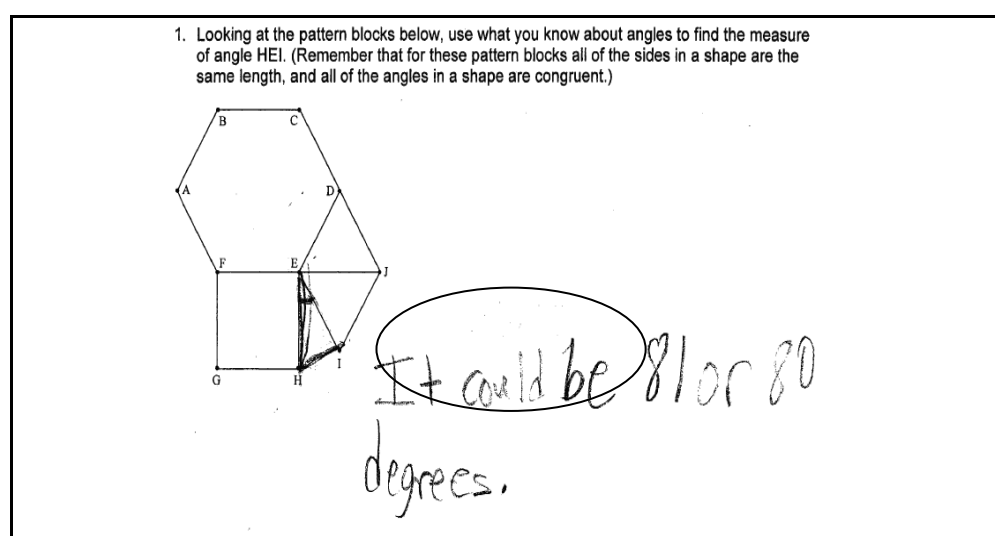 1. Looking at the pattern blocks below, use what you know about angles to find the measure
of angle HEI. (Remember that for these pattern blocks all of the sides in a shape are the
same length, and all of the angles in a shape are congruent.)
B
C
A
D
F
E
J
G
H
I
It could be 81 or 80
degrees.